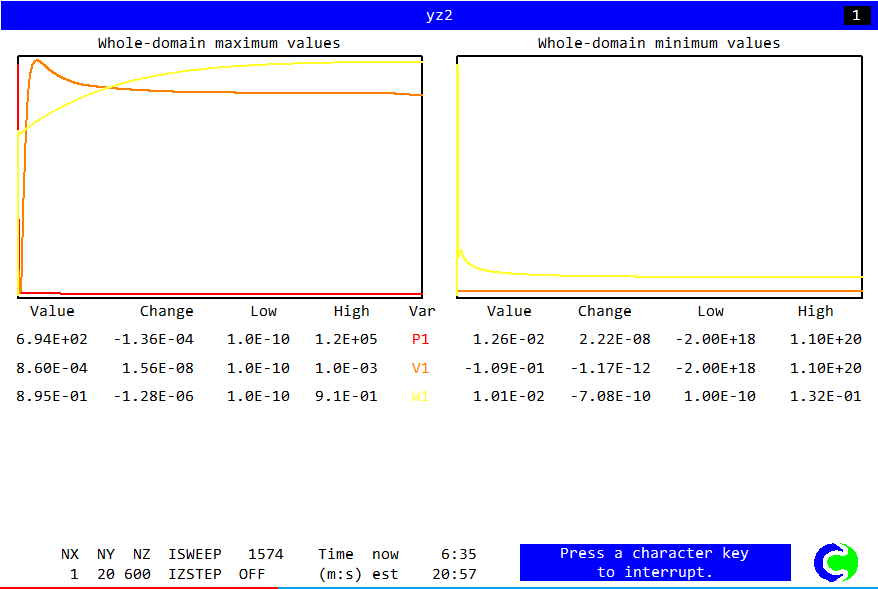 yz2 1
Whole-domain maximum values Whole-domain minimum values
Value Change Low High Var Value Change Low High
6.94E+02 -1.36E-04 1.0E-10 1.2E+05 P1 1.26E-02 2.22E-08 -2.00E+18 1.10E+20
8.60E-04 1.56E-08 1.0E-10 1.0E-03 V1 -1.09E-01 -1.17E-12 -2.00E+18 1.10E+20
8.95E-01 -1.28E-06 1.0E-10 9.1E-01 W1 1.01E-02 -7.08E-10 1.00E-10 1.32E-01
NX NY NZ ISWEEP 1574 Time now 6:35 Press a character key
1 20 600 IZSTEP OFF (m:s) est 20:57 to interrupt.